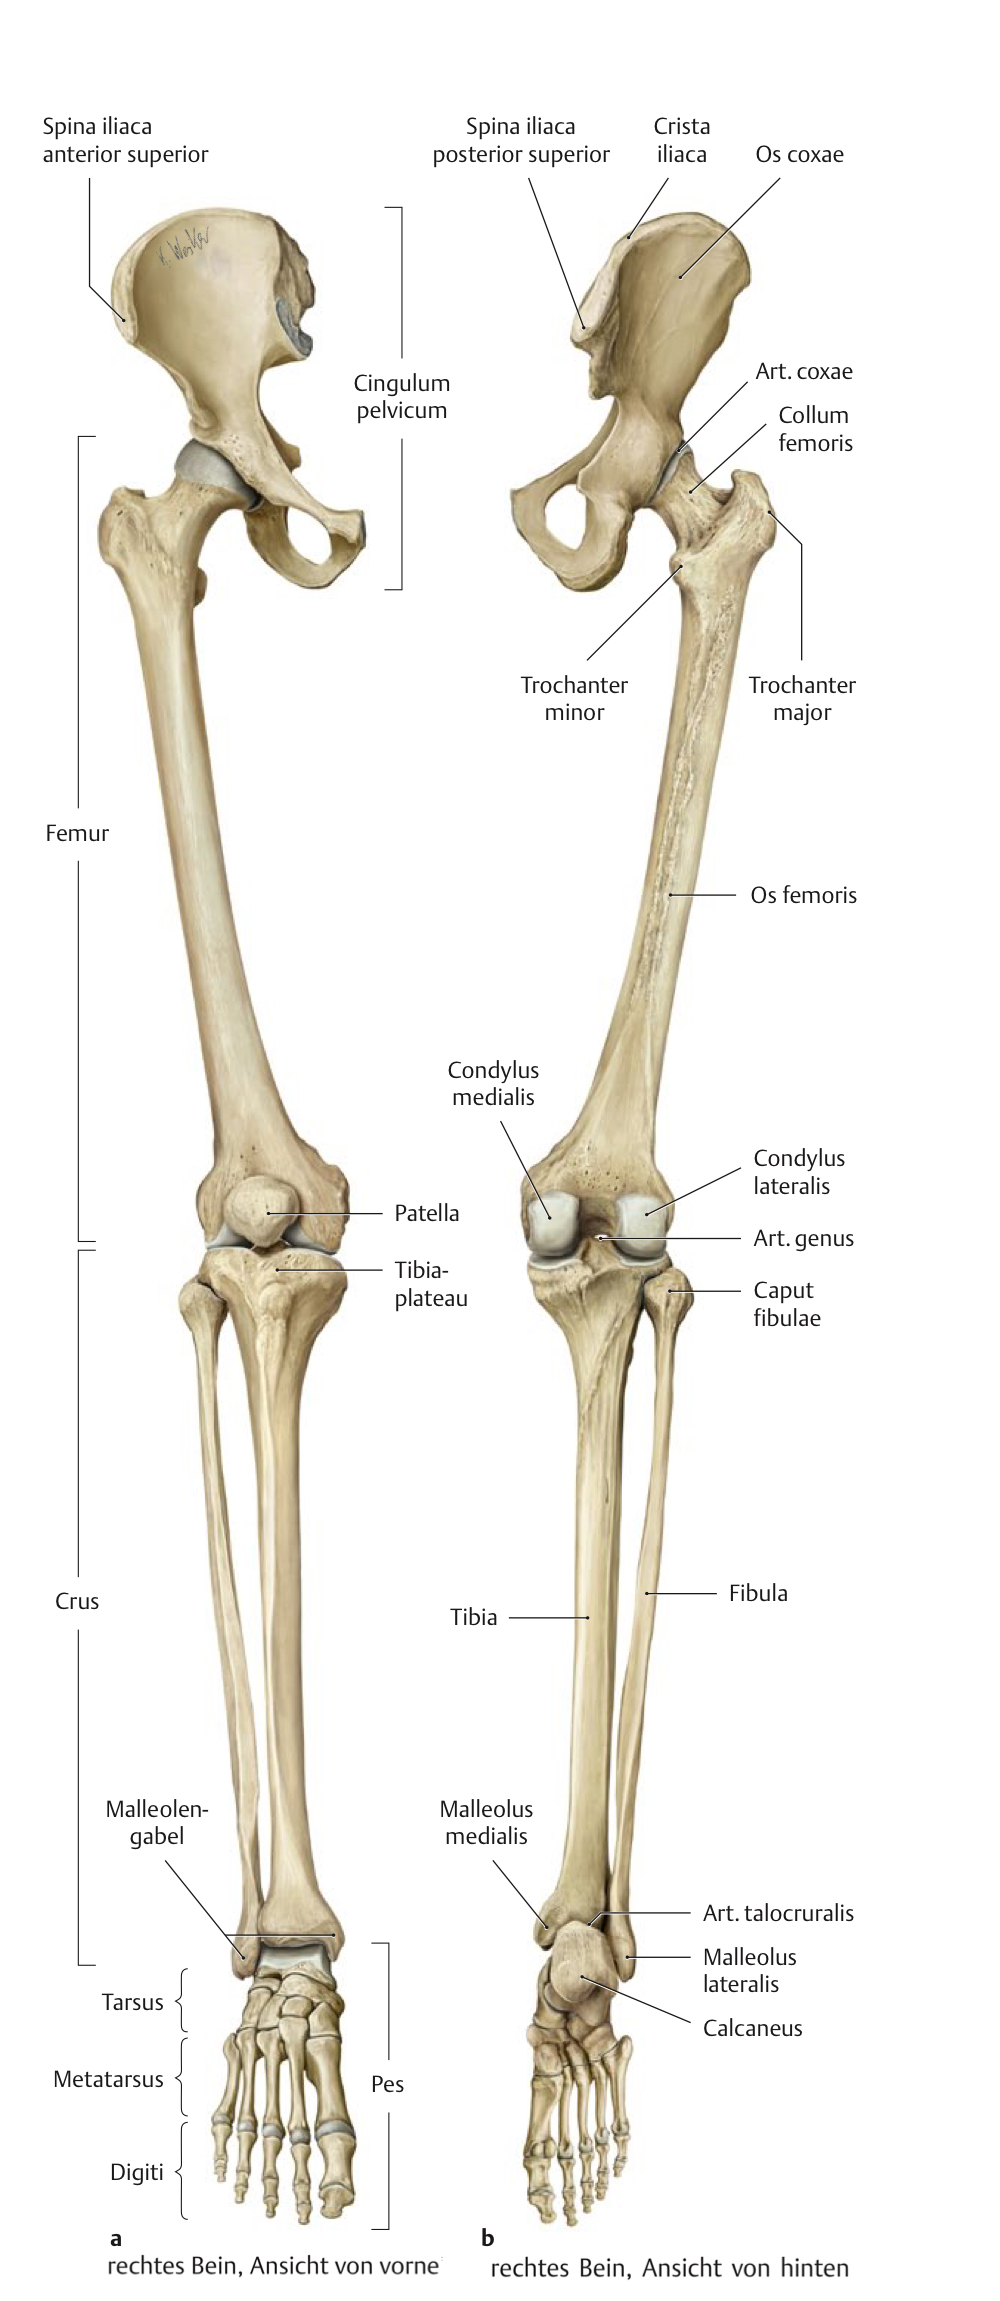 Spina iliaca
anterior superior
Spina iliaca
posterior superior
Crista
iliaca
Os coxae
K. Wesker
Cingulum
pelvicum
Art. coxae
Collum
femoris
Trochanter
minor
Trochanter
major
Femur
Os femoris
Condylus
medialis
Condylus
lateralis
Patella
Art. genus
Tibia-
plateau
Caput
fibulae
Crus
Tibia
Fibula
Malleolen-
gabel
Malleolus
medialis
Art. talocruralis
Malleolus
lateralis
Calcaneus
Tarsus
Metatarsus
Pes
Digiti
a
rechtes Bein, Ansicht von vorne
b
rechtes Bein, Ansicht von hinten